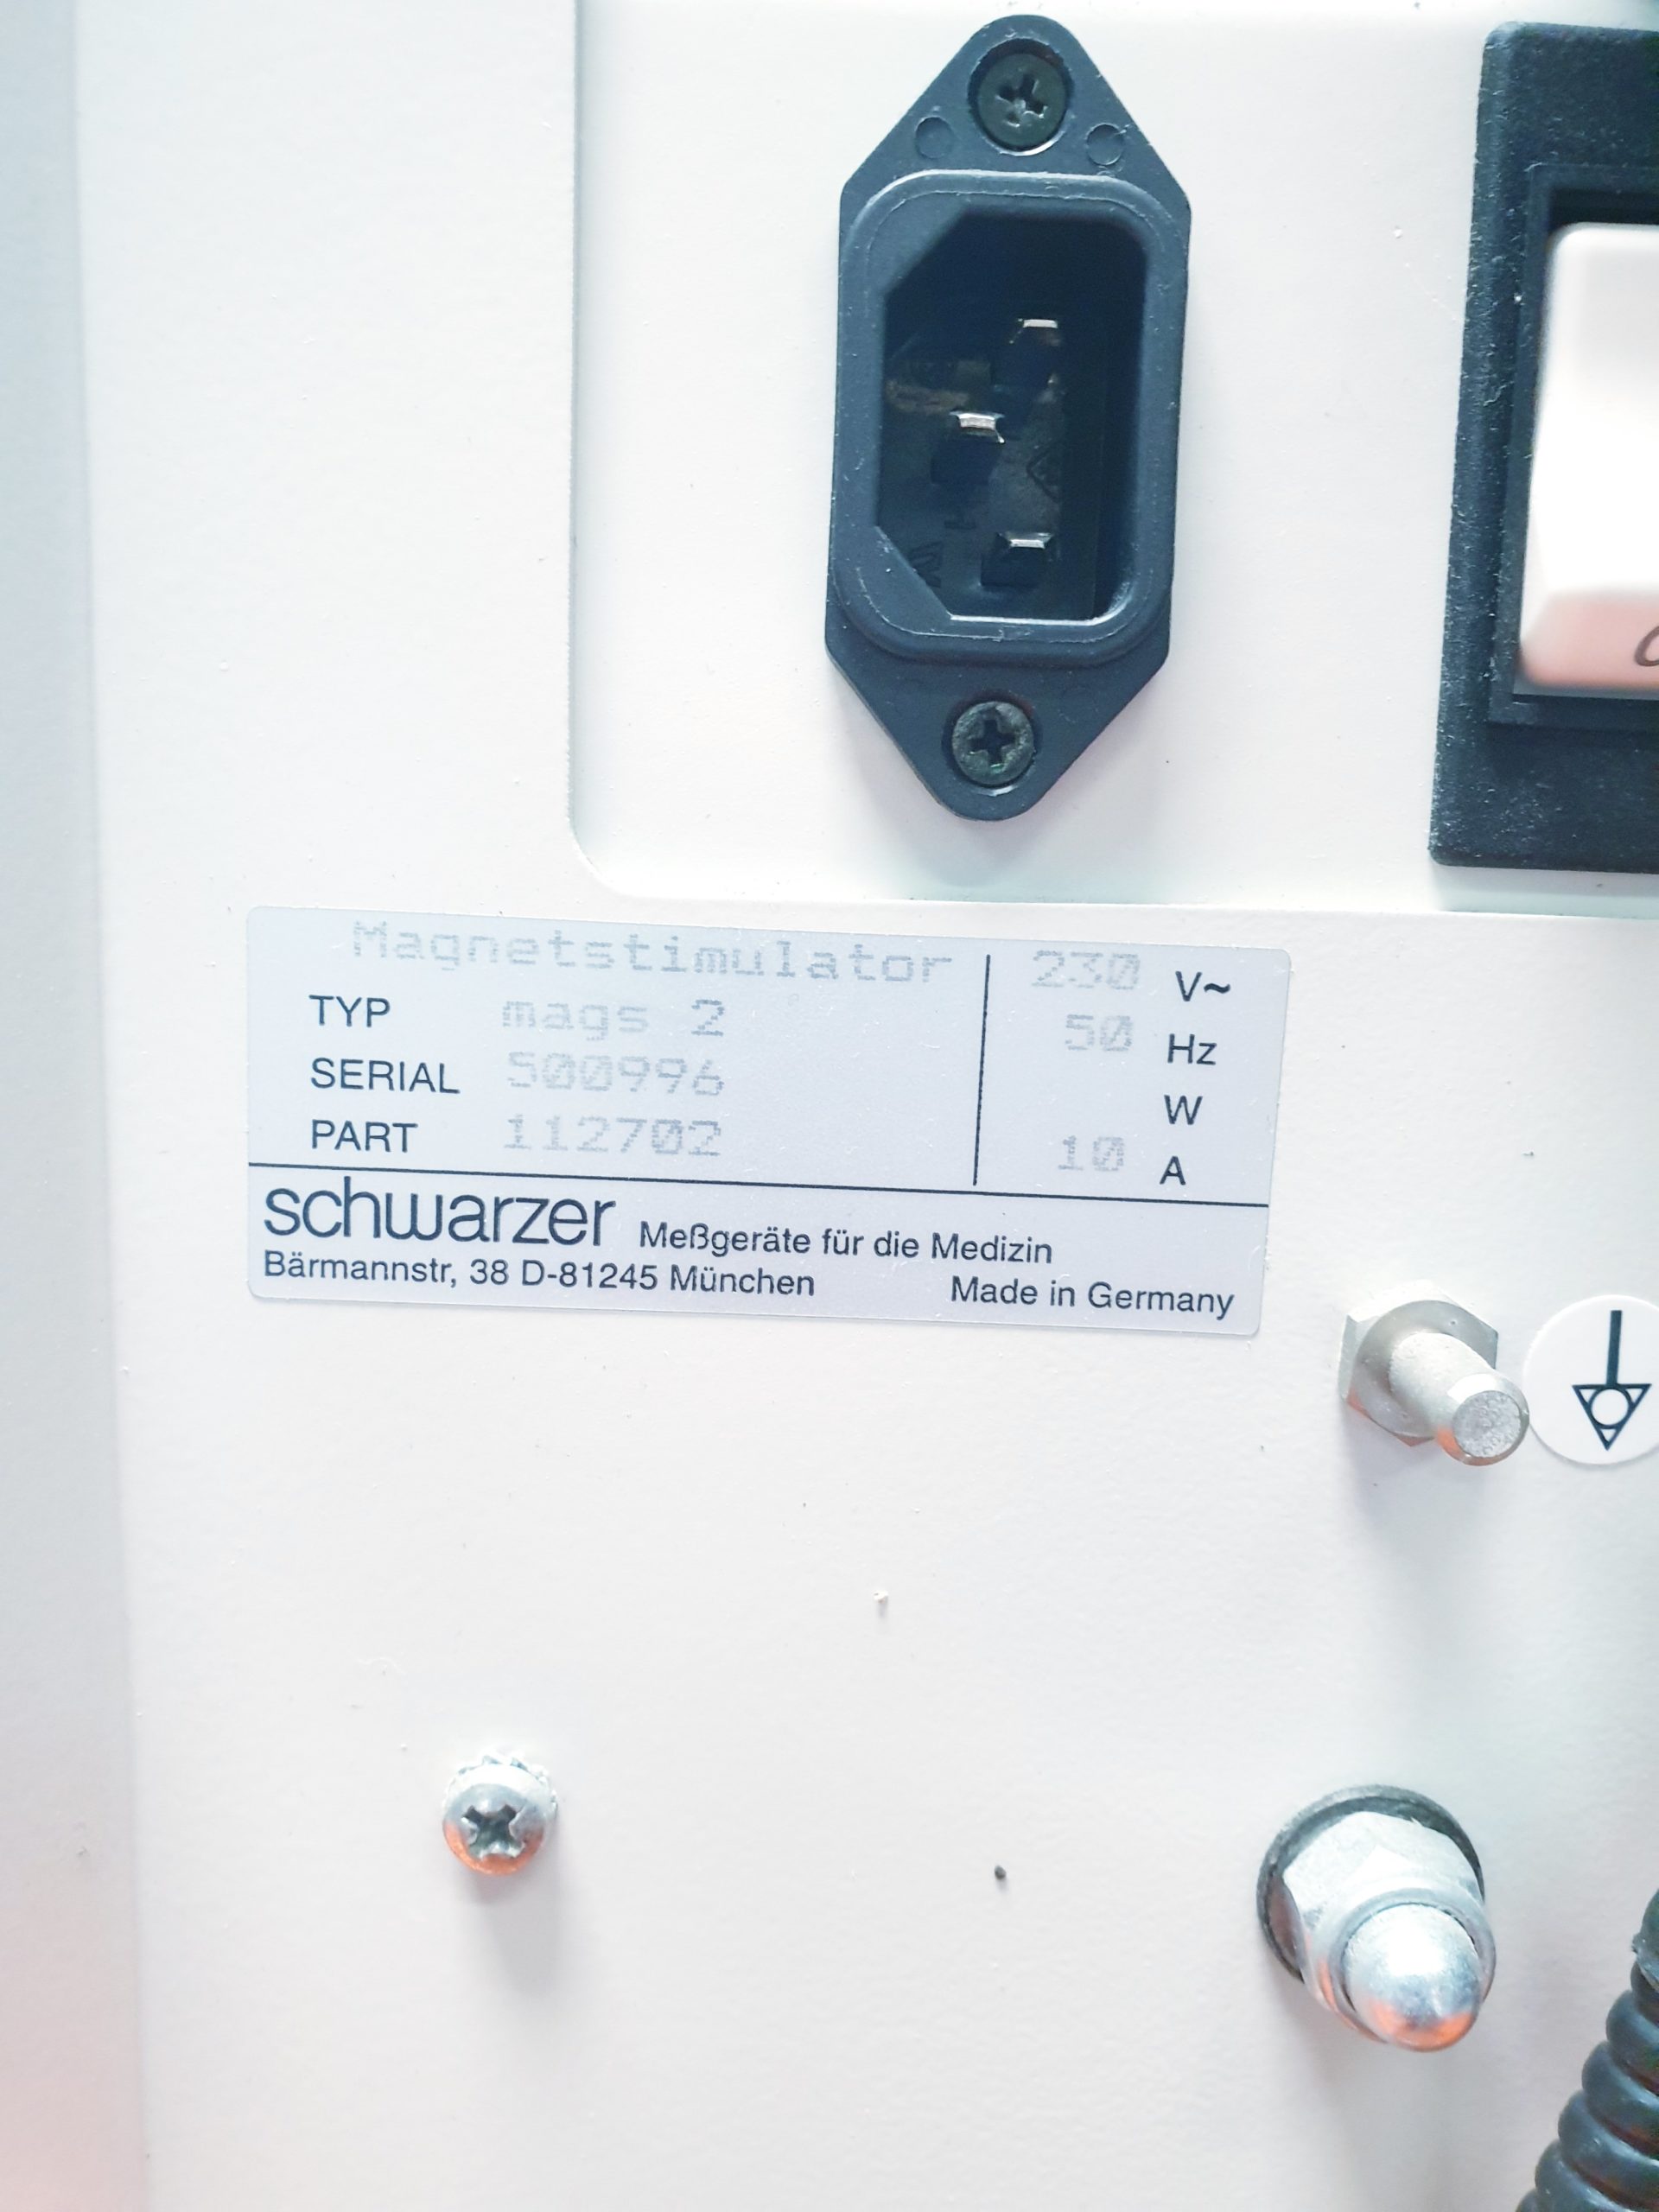 Magnetstimulator 230 V~
TYP mags 2 50 Hz
SERIAL 500996 W
PART 112702 10 A
schwarzer Meßgeräte für die Medizin
Bärmannstr, 38 D-81245 München Made in Germany